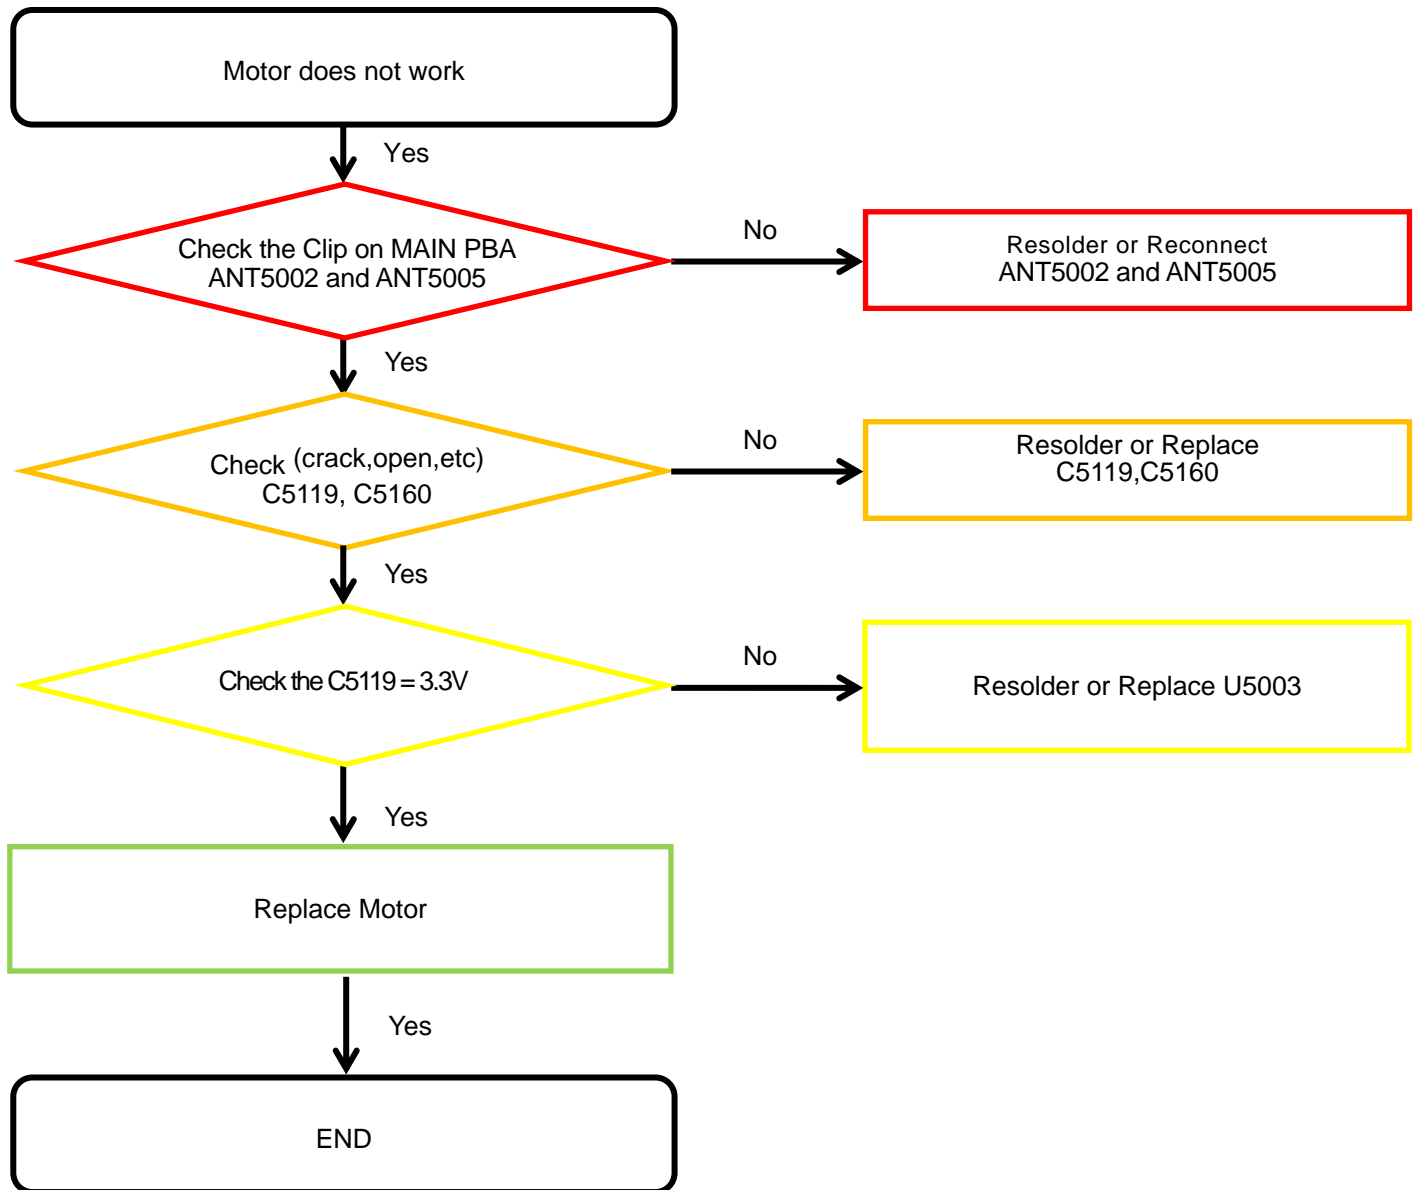 Motor does not work
Yes
Check the Clip on MAIN PBA
ANT5002 and ANT5005
No
Resolder or Reconnect
ANT5002 and ANT5005
Yes
Check (crack,open,etc)
C5119, C5160
No
Resolder or Replace
C5119,C5160
Yes
Check the C5119 = 3.3V
No
Resolder or Replace U5003
Yes
Replace Motor
Yes
END